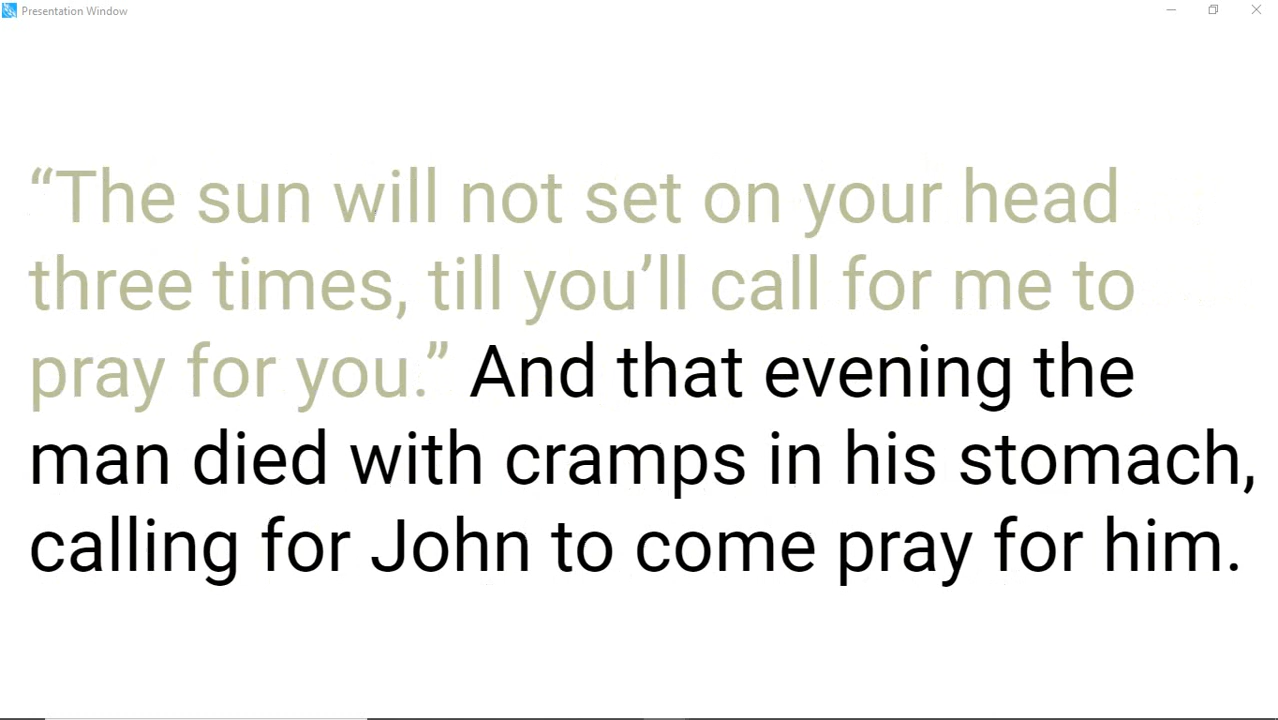 Presentation Window
“The sun will not set on your head
three times, till you’ll call for me to
pray for you.” And that evening the
man died with cramps in his stomach,
calling for John to come pray for him.